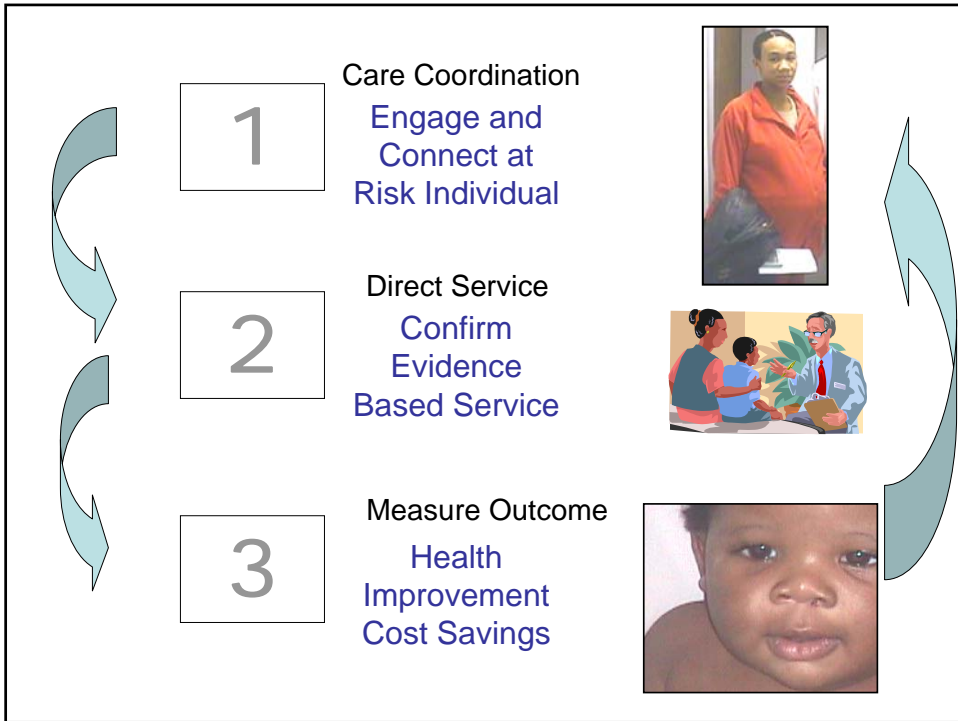 Care Coordination
1
Engage and
Connect at
Risk Individual
Direct Service
2
Confirm
Evidence
Based Service
Measure Outcome
3
Health
Improvement
Cost Savings